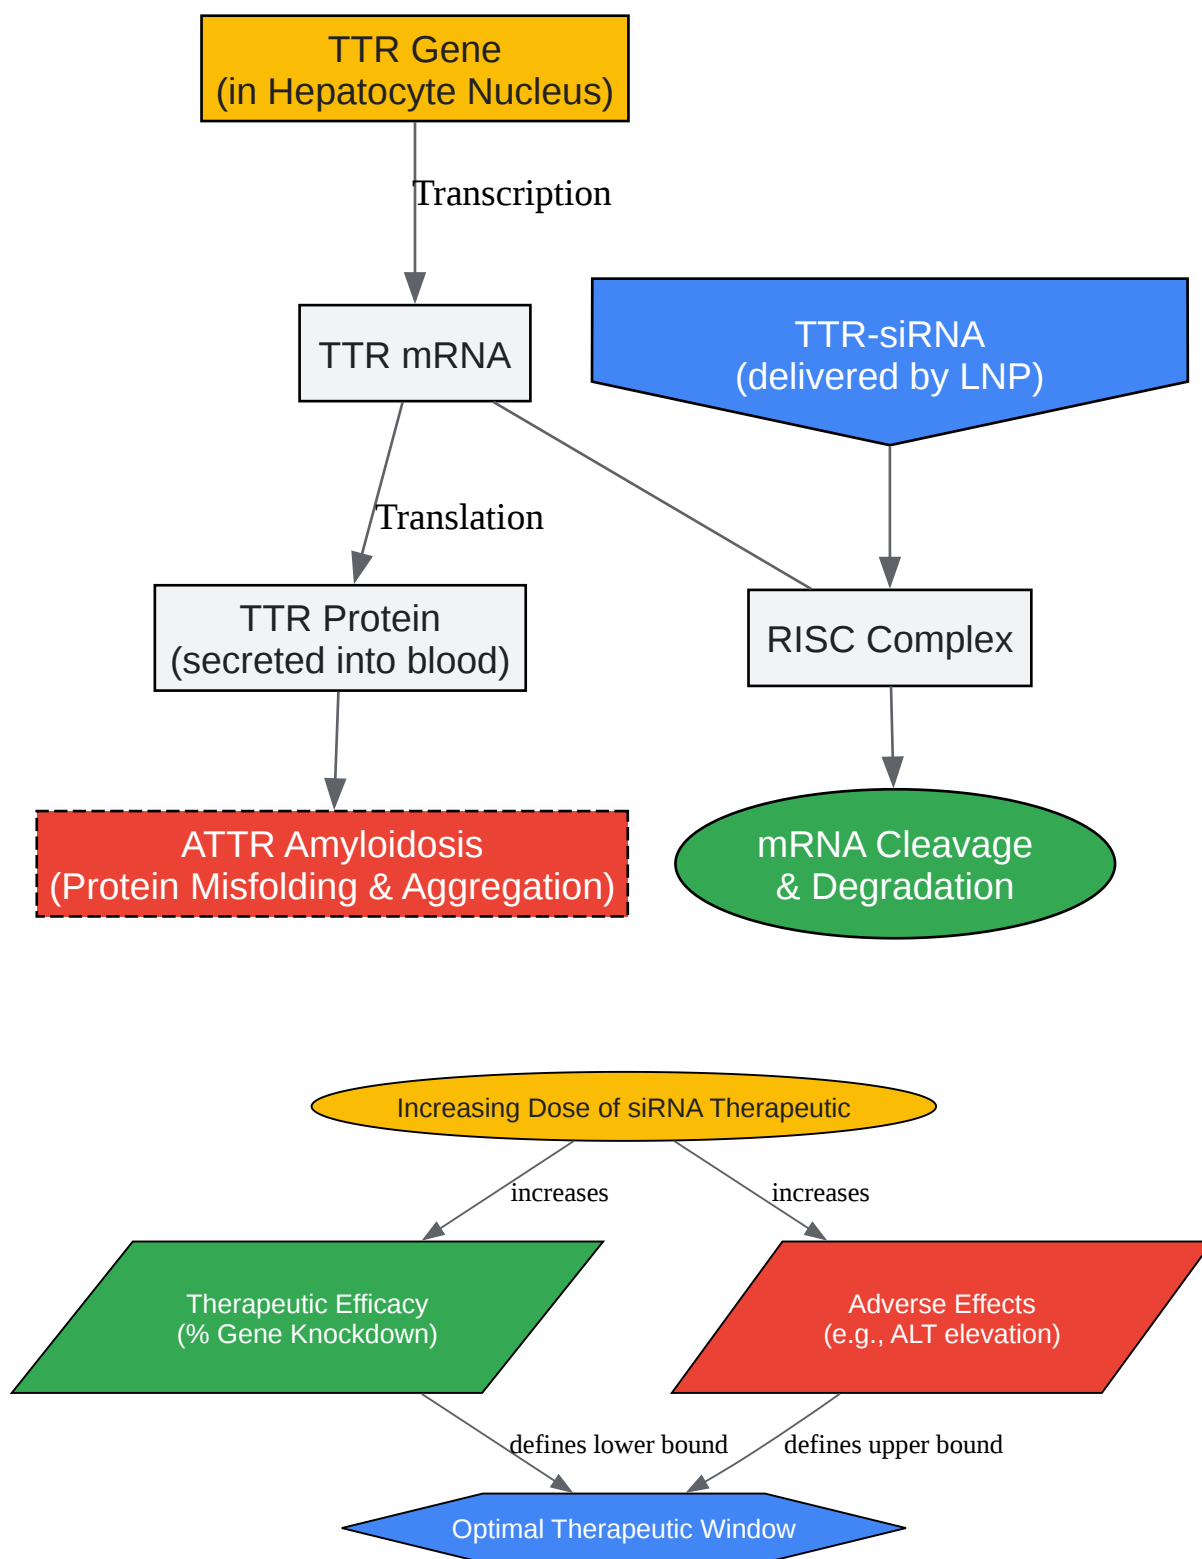 TTR Gene
(in Hepatocyte Nucleus)
Transcription
TTR mRNA
TTR-siRNA
(delivered by LNP)
Translation
TTR Protein
(secreted into blood)
RISC Complex
ATTR Amyloidosis
(Protein Misfolding & Aggregation)
mRNA Cleavage
& Degradation
Increasing Dose of siRNA Therapeutic
increases
increases
Therapeutic Efficacy
(% Gene Knockdown)
Adverse Effects
(e.g., ALT elevation)
defines lower bound
defines upper bound
Optimal Therapeutic Window